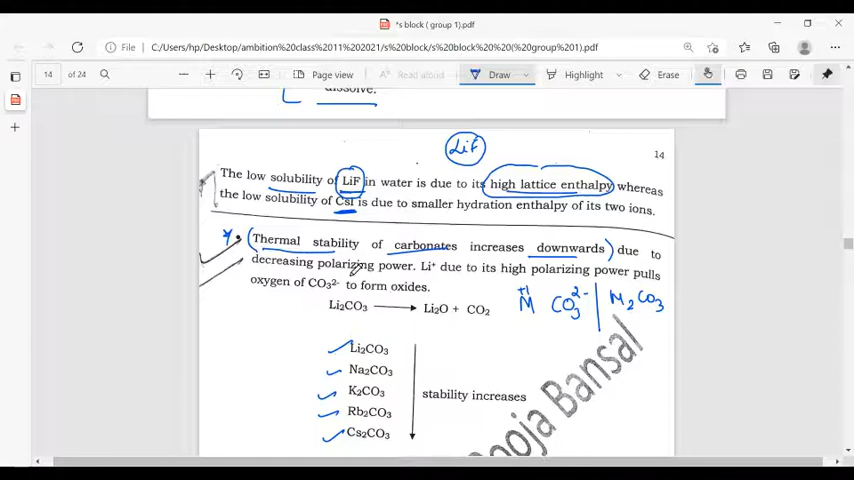 *s block ( group 1).pdf
File
C:/Users/hp/Desktop/ambition%20class%2011%202021/s%20block/s%20block%20%20(%20group%201).pdf
14 of 24
Page view
Read aloud
Draw
Highlight
Erase
dissolve.
LiF
14
The low solubility of LiF in water is due to its high lattice enthalpy whereas
the low solubility of CsI is due to smaller hydration enthalpy of its two ions.
• (Thermal stability of carbonates increases downwards) due to
decreasing polarizing power. Li⁺ due to its high polarizing power pulls
oxygen of CO₃²⁻ to form oxides.
Li₂CO₃ ⟶ Li₂O + CO₂
+1
M CO₃²⁻ | M₂CO₃
Li₂CO₃
Na₂CO₃
K₂CO₃
stability increases
Rb₂CO₃
Cs₂CO₃
Pooja Bansal